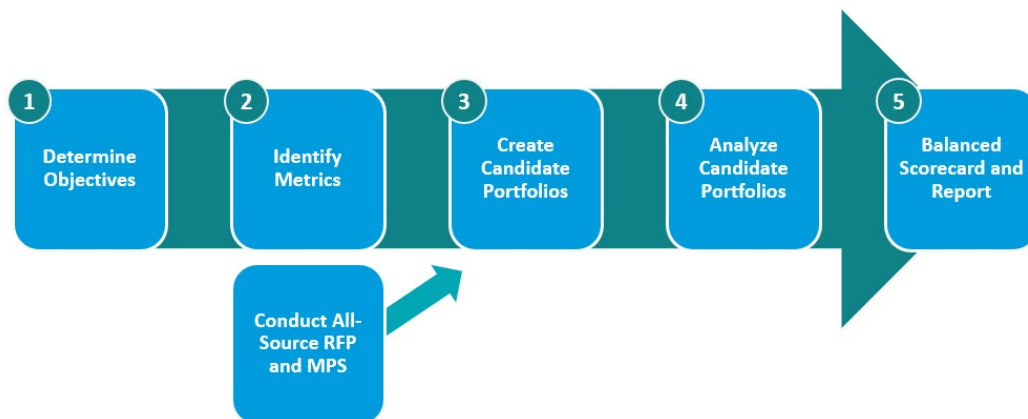 1
Determine
Objectives
2
Identify
Metrics
3
Create
Candidate
Portfolios
4
Analyze
Candidate
Portfolios
5
Balanced
Scorecard and
Report
Conduct All-
Source RFP
and MPS